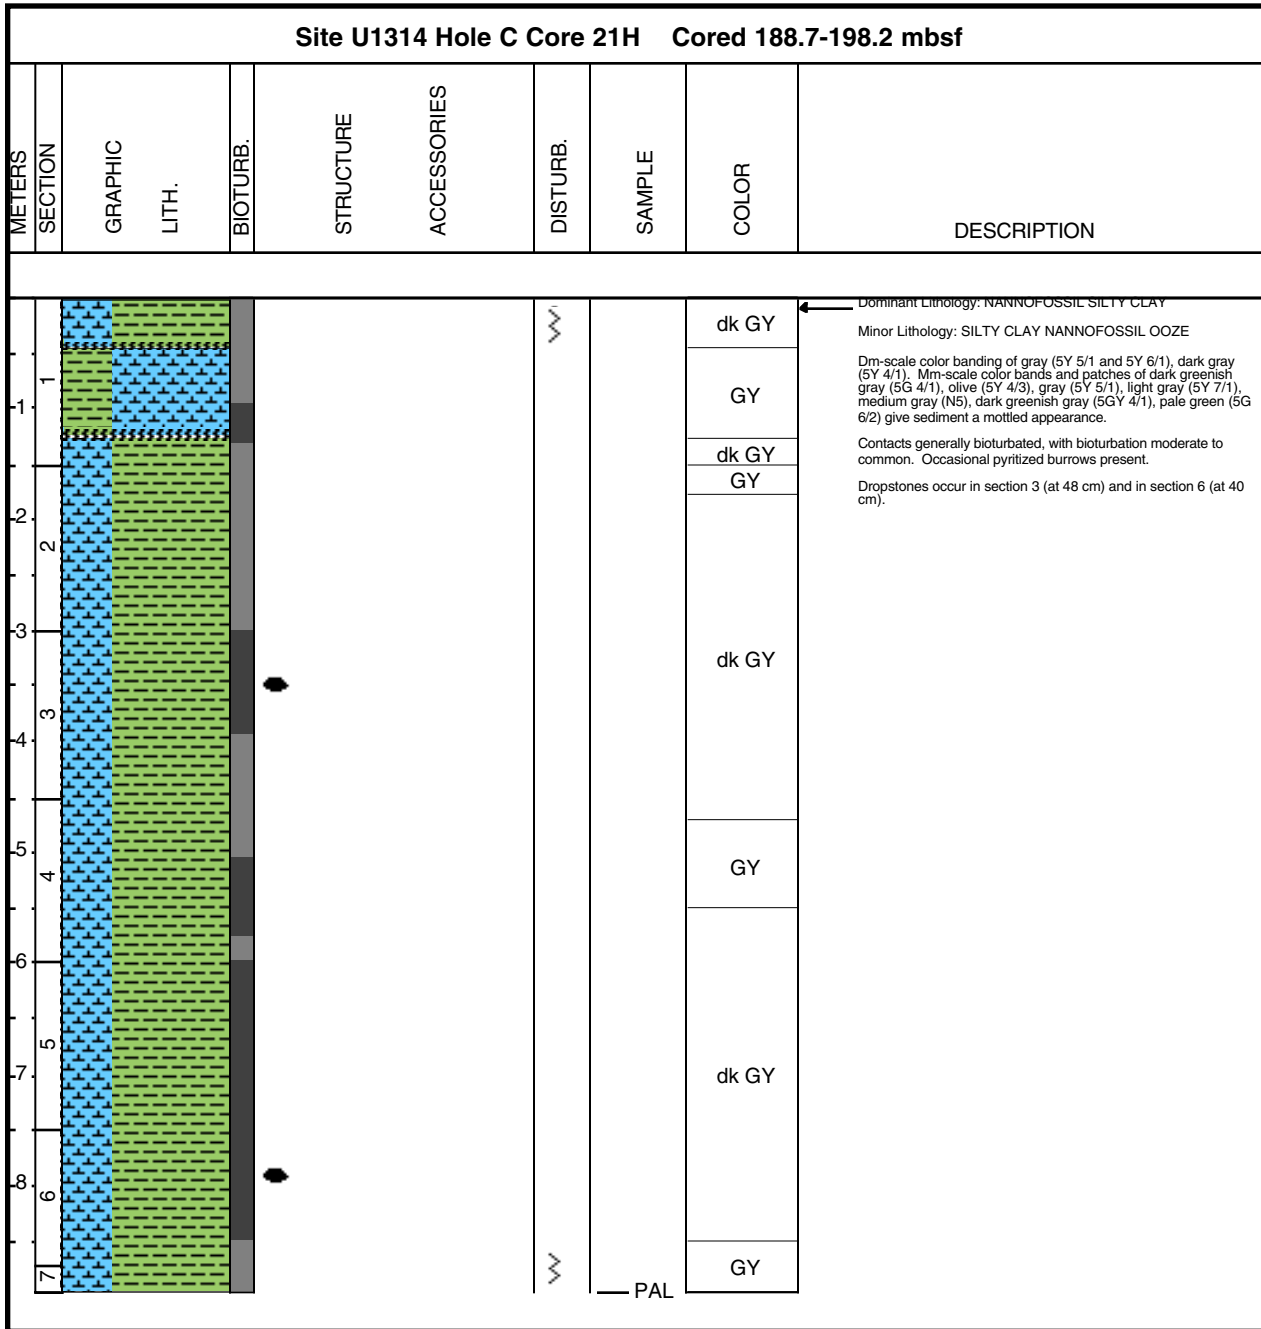 Site U1314 Hole C Core 21H Cored 188.7-198.2 mbsf
METERS
SECTION
GRAPHIC
LITH.
BIOTURB.
STRUCTURE
ACCESSORIES
DISTURB.
SAMPLE
COLOR
DESCRIPTION
1
2
3
4
5
6
7
8
1
2
3
4
5
6
7
dk GY
GY
dk GY
GY
dk GY
GY
dk GY
GY
PAL
Dominant Lithology: NANNOFOSSIL SILTY CLAY
Minor Lithology: SILTY CLAY NANNOFOSSIL OOZE
Dm-scale color banding of gray (5Y 5/1 and 5Y 6/1), dark gray
(5Y 4/1). Mm-scale color bands and patches of dark greenish
gray (5G 4/1), olive (5Y 4/3), gray (5Y 5/1), light gray (5Y 7/1),
medium gray (N5), dark greenish gray (5GY 4/1), pale green (5G
6/2) give sediment a mottled appearance.
Contacts generally bioturbated, with bioturbation moderate to
common. Occasional pyritized burrows present.
Dropstones occur in section 3 (at 48 cm) and in section 6 (at 40
cm).